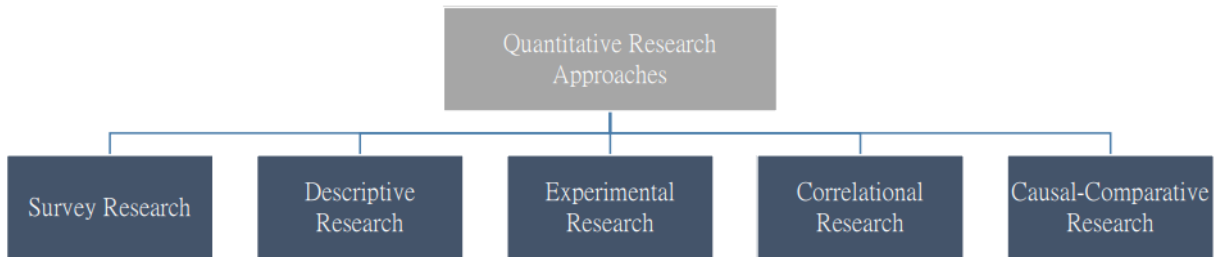 Quantitative Research
Approaches
Survey Research
Descriptive
Research
Experimental
Research
Correlational
Research
Causal-Comparative
Research